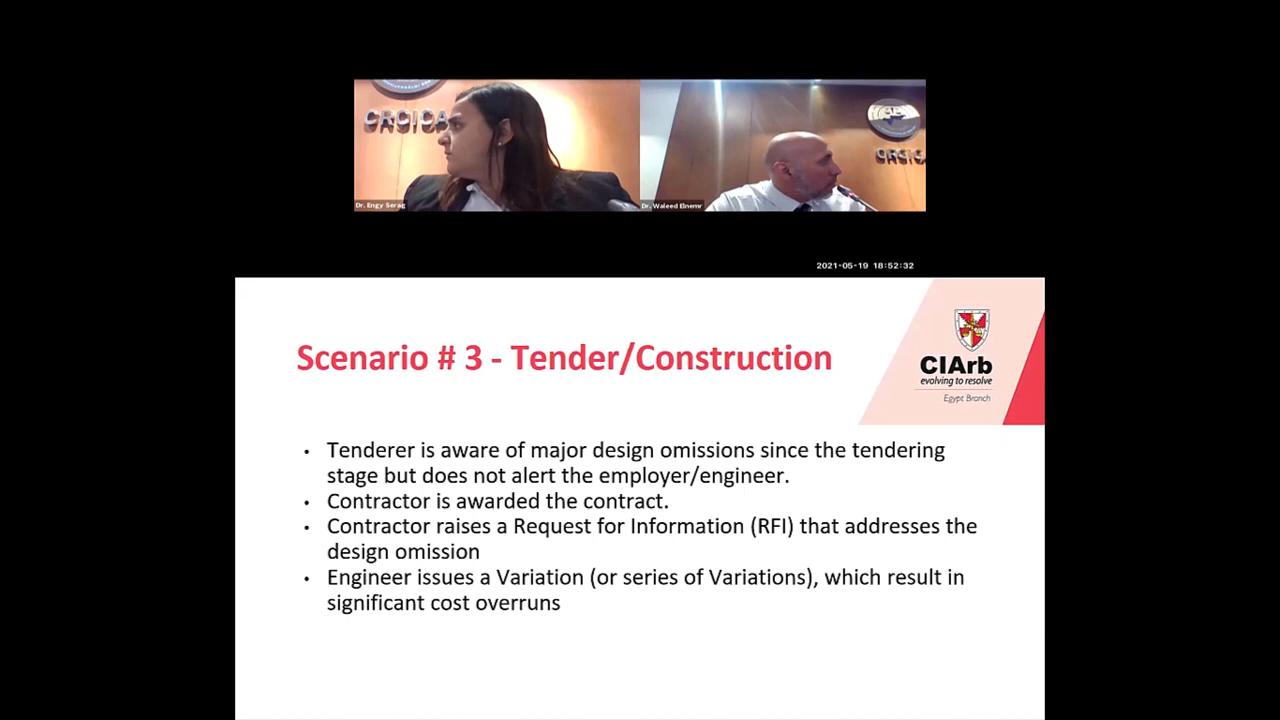 CRCICA
CRCICA
Dr. Engy Serag
Dr. Waleed Elnemr
2021-05-19 18:52:32
Scenario # 3 - Tender/Construction
CIArb
evolving to resolve
Egypt Branch
• Tenderer is aware of major design omissions since the tendering
stage but does not alert the employer/engineer.
• Contractor is awarded the contract.
• Contractor raises a Request for Information (RFI) that addresses the
design omission
• Engineer issues a Variation (or series of Variations), which result in
significant cost overruns